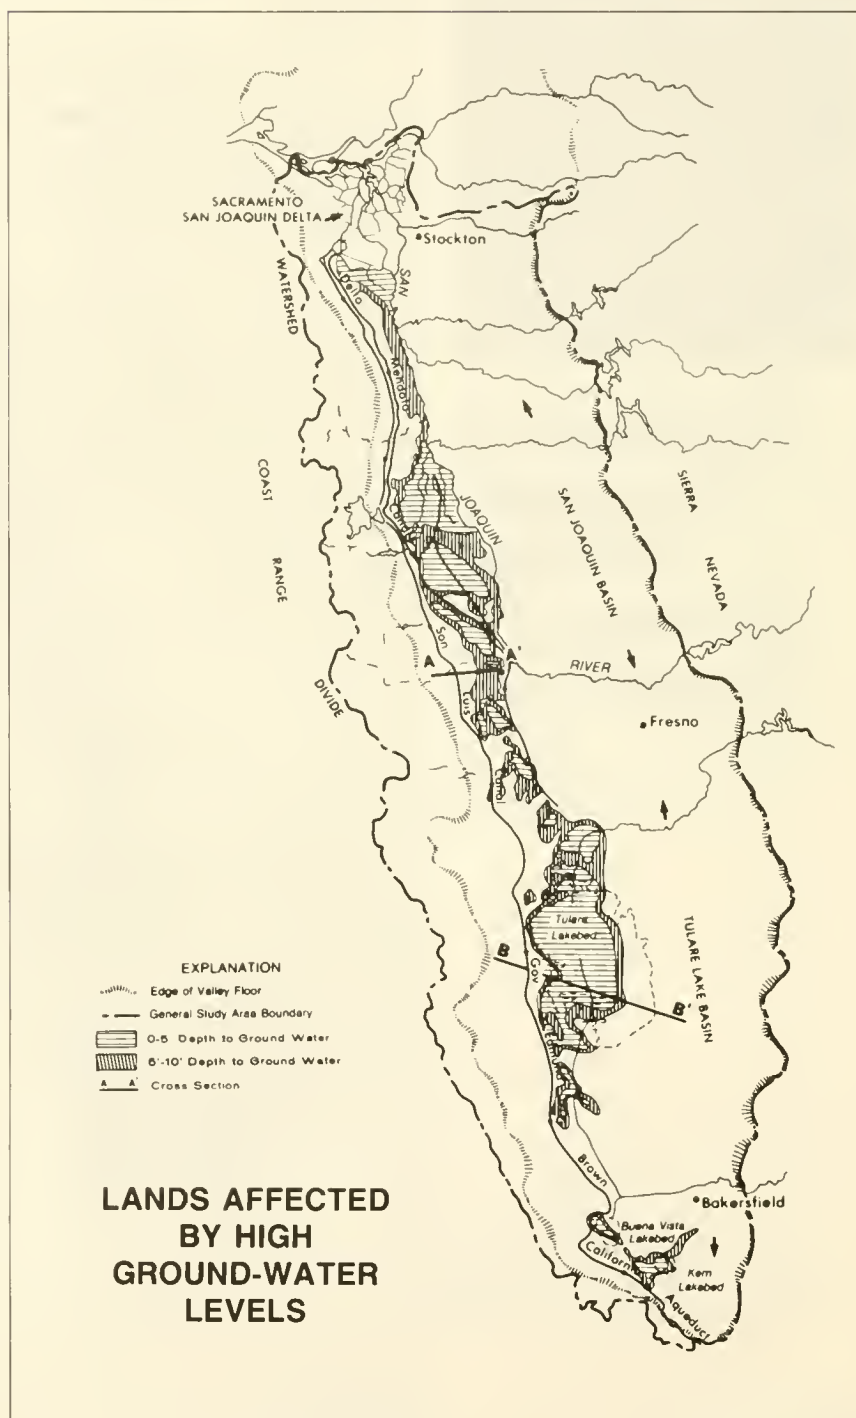 SACRAMENTO
SAN JOAQUIN DELTA
Stockton
WATERSHED
SAN
Delta
Mendota
COAST
RANGE
DIVIDE
JOAQUIN
SAN JOAQUIN BASIN
SIERRA
NEVADA
Canal
San
A
A'
RIVER
Luis
Canal
Fresno
Tulare
Lakebed
B
Gov
B'
TULARE LAKE BASIN
EXPLANATION
Edge of Valley Floor
General Study Area Boundary
0-5 Depth to Ground Water
5'-10' Depth to Ground Water
A A'
Cross Section
Brown
Bakersfield
Buena Vista
Lakebed
California
Kern
Lakebed
Aqueduct
LANDS AFFECTED
BY HIGH
GROUND-WATER
LEVELS